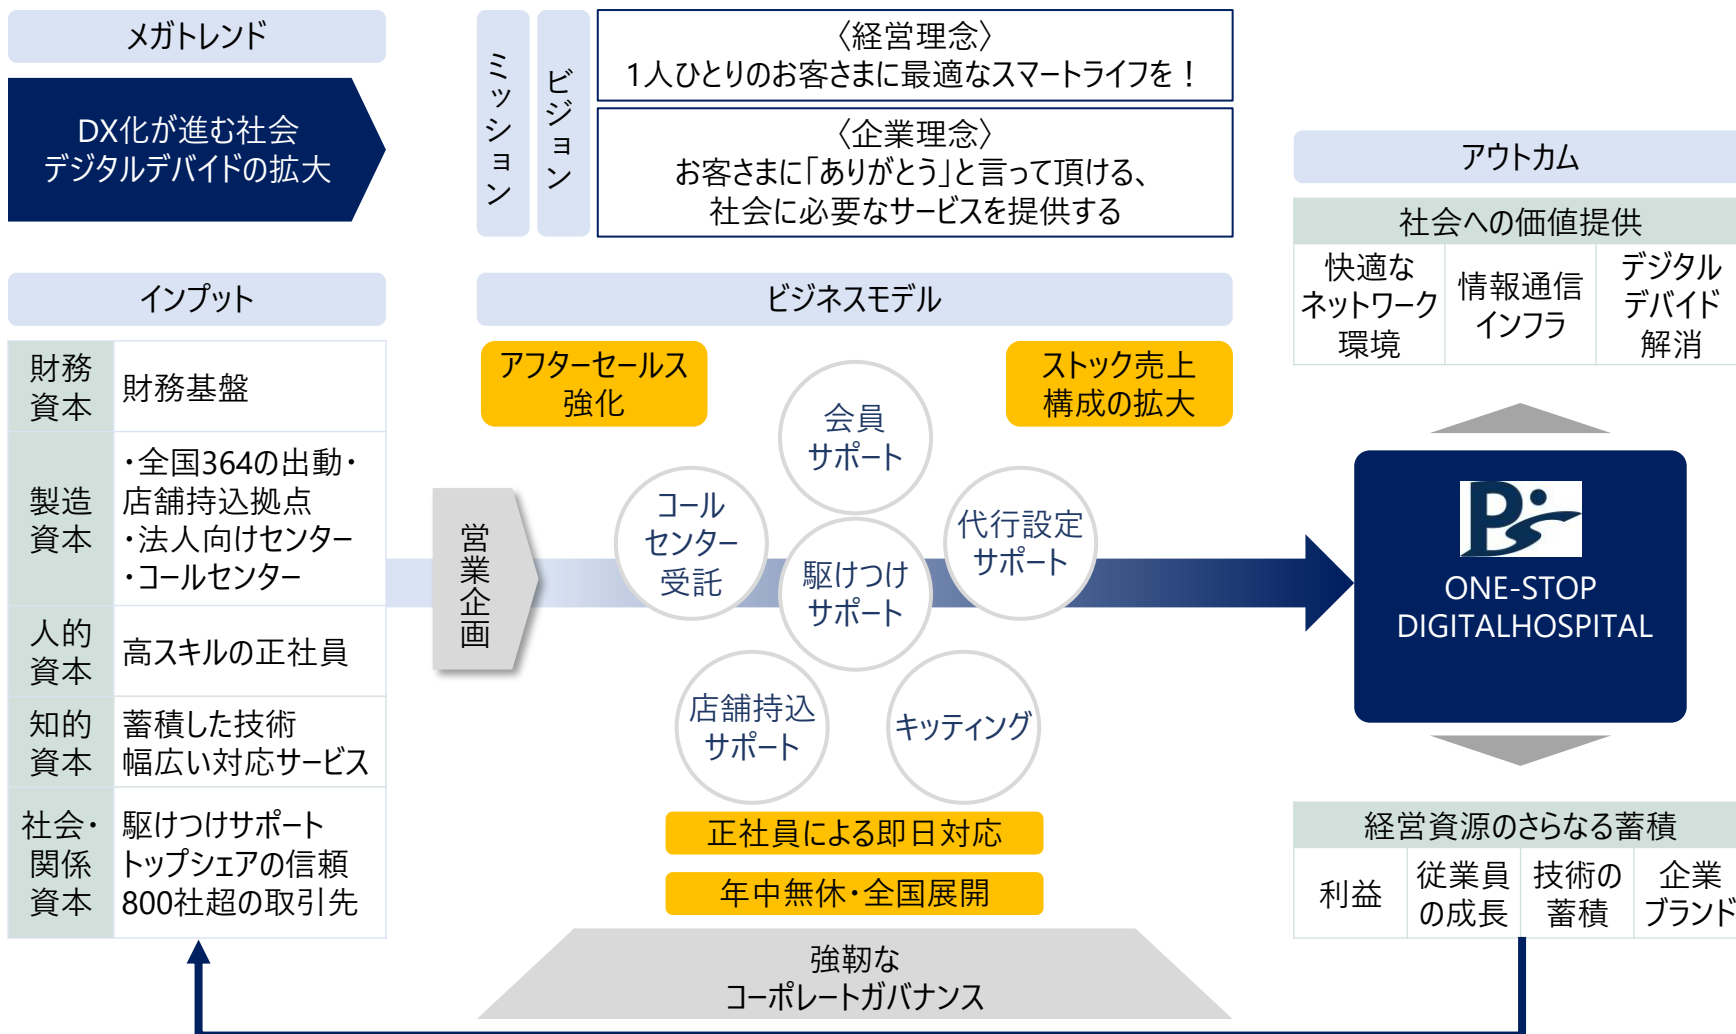 メガトレンド
DX化が進む社会
デジタルデバイドの拡大
ミッション
ビジョン
〈経営理念〉
1人ひとりのお客さまに最適なスマートライフを！
〈企業理念〉
お客さまに「ありがとう」と言って頂ける、
社会に必要なサービスを提供する
インプット
財務
資本
財務基盤
製造
資本
・全国364の出動・
店舗持込拠点
・法人向けセンター
・コールセンター
人的
資本
高スキルの正社員
知的
資本
蓄積した技術
幅広い対応サービス
社会・
関係
資本
駆けつけサポート
トップシェアの信頼
800社超の取引先
営業企画
ビジネスモデル
アフターセールス
強化
ストック売上
構成の拡大
会員
サポート
コール
センター
受託
代行設定
サポート
駆けつけ
サポート
店舗持込
サポート
キッティング
正社員による即日対応
年中無休・全国展開
強靭な
コーポレートガバナンス
アウトカム
社会への価値提供
快適な
ネットワーク
環境
情報通信
インフラ
デジタル
デバイド
解消
PS
ONE-STOP
DIGITALHOSPITAL
経営資源のさらなる蓄積
利益
従業員
の成長
技術の
蓄積
企業
ブランド